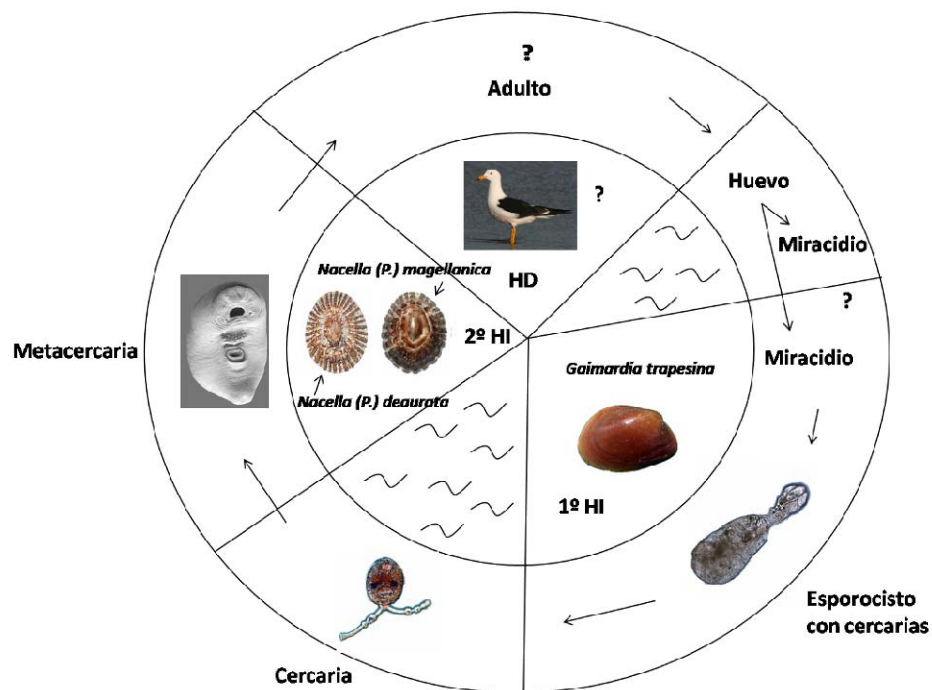 ?
Adulto
Huevo
Miracidio
?
Miracidio
Esporocisto
con cercarias
Cercaria
Metacercaria
?
HD
Nacella (P.) magellanica
2º HI
Nacella (P.) deaurata
Gaimardia trapesina
1º HI